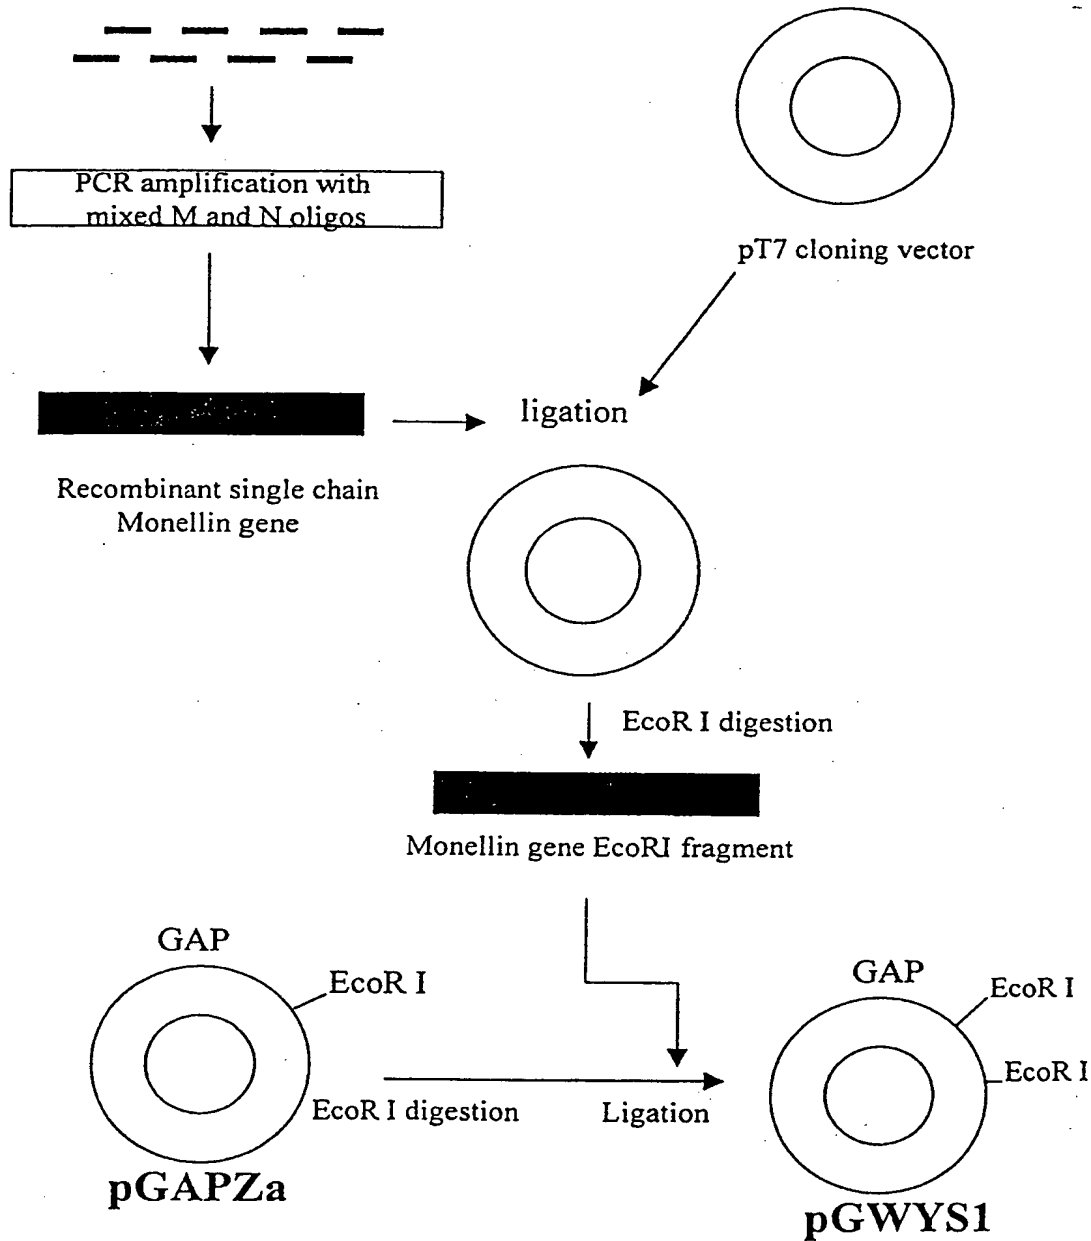 PCR amplification with
mixed M and N oligos
pT7 cloning vector
ligation
Recombinant single chain
Monellin gene
EcoR I digestion
Monellin gene EcoRI fragment
GAP
EcoR I
GAP
EcoR I
EcoR I
EcoR I digestion
Ligation
pGAPZa
pGWYS1